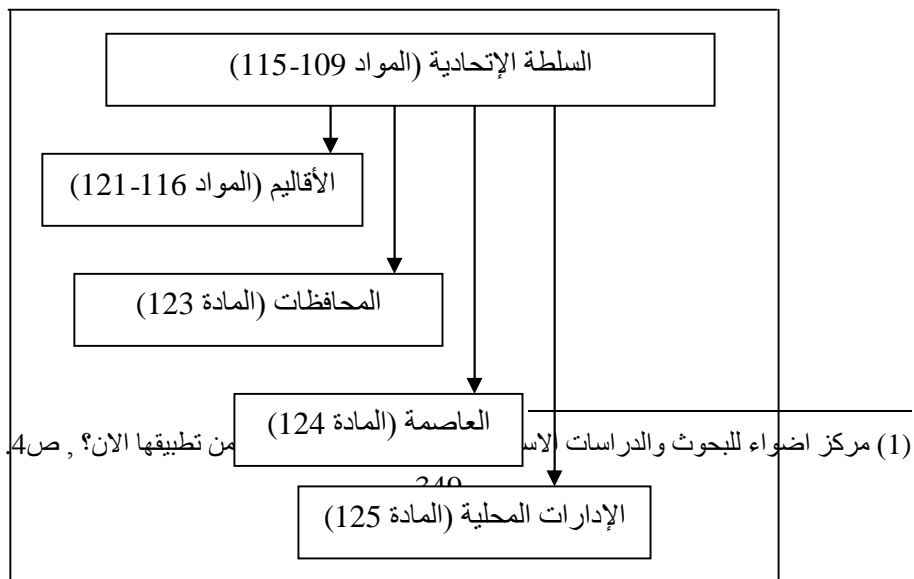 السلطة الإتحادية (المواد 109-115)
الأقاليم (المواد 116-121)
المحافظات (المادة 123)
العاصمة (المادة 124)
(1) مركز اضواء للبحوث والدراسات من تطبيقها الان؟ , ص4.
الإدارات المحلية (المادة 125)